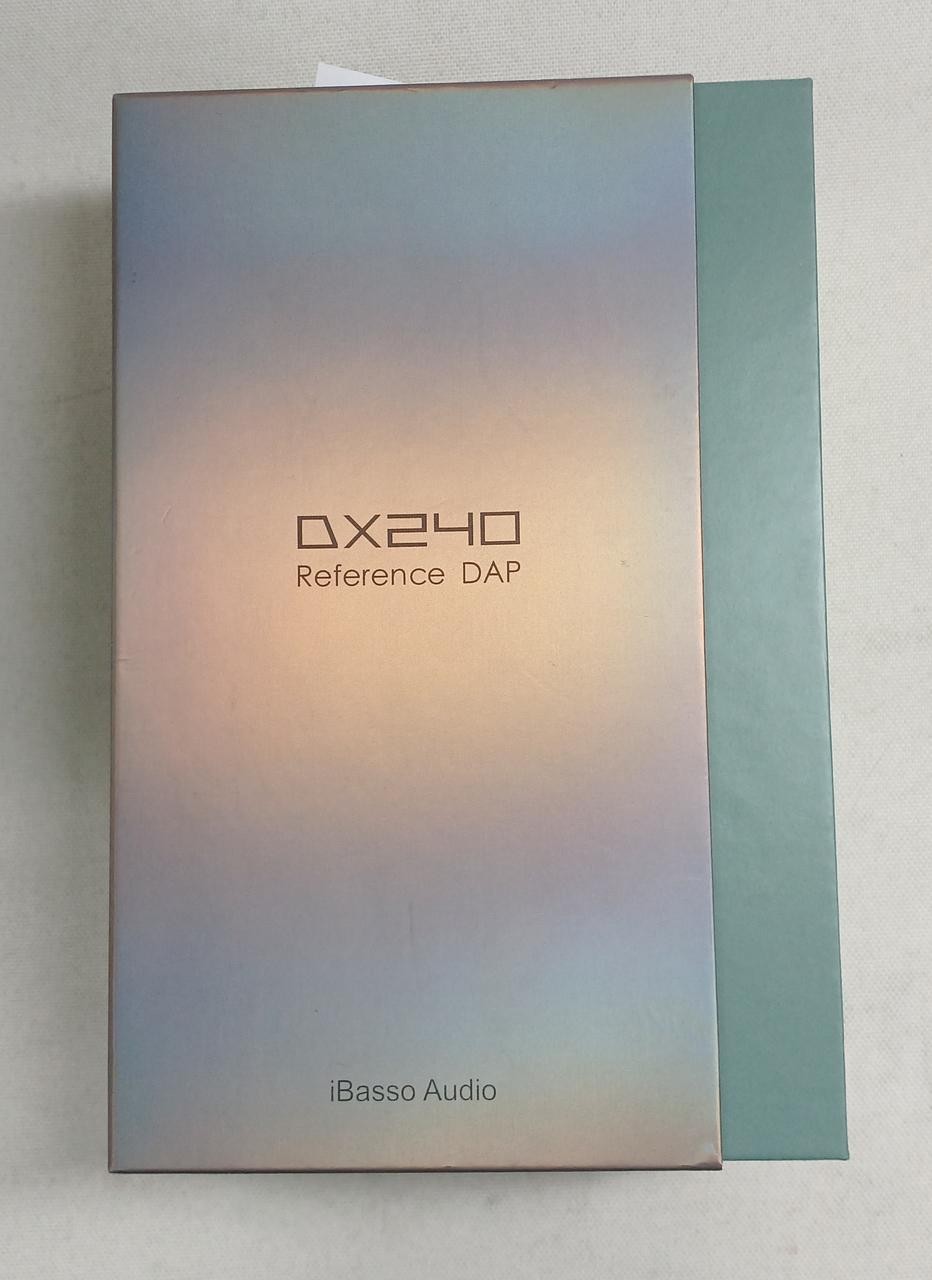 DX240
Reference DAP
iBasso Audio